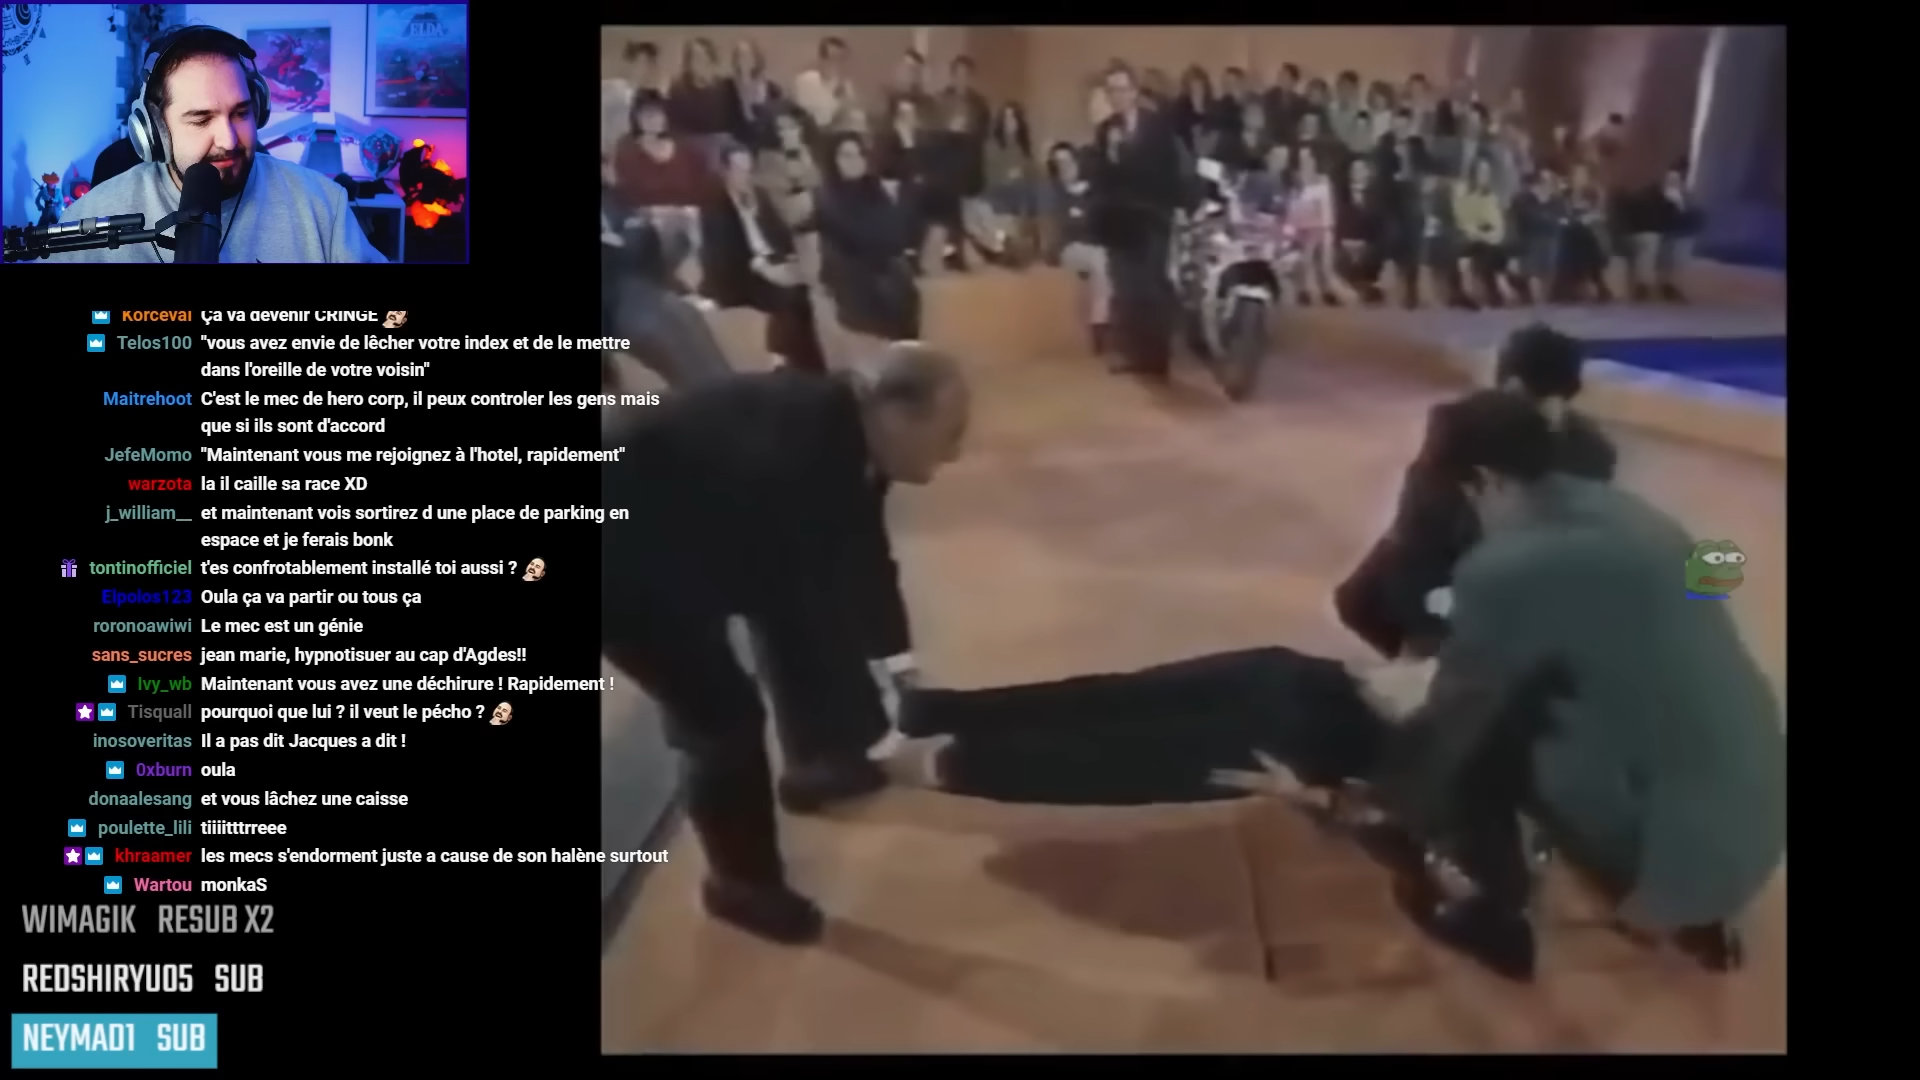 ELDA
Korceval Ça va devenir CRINGE
Telos100 "vous avez envie de lêcher votre index et de le mettre
dans l'oreille de votre voisin"
Maitrehoot C'est le mec de hero corp, il peux controler les gens mais
que si ils sont d'accord
JefeMomo "Maintenant vous me rejoignez à l'hotel, rapidement"
warzota la il caille sa race XD
j_william__ et maintenant vois sortirez d une place de parking en
espace et je ferais bonk
tontinofficiel t'es confrotablement installé toi aussi ?
Elpolos123 Oula ça va partir ou tous ça
roronoawiwi Le mec est un génie
sans_sucres jean marie, hypnotisuer au cap d'Agdes!!
Ivy_wb Maintenant vous avez une déchirure ! Rapidement !
Tisquall pourquoi que lui ? il veut le pécho ?
inosoveritas Il a pas dit Jacques a dit !
0xburn oula
donaalesang et vous lâchez une caisse
poulette_lili tiiiitttrreee
khraamer les mecs s'endorment juste a cause de son halène surtout
Wartou monkaS
WIMAGIK RESUB X2
REDSHIRYU05 SUB
NEYMAD1 SUB